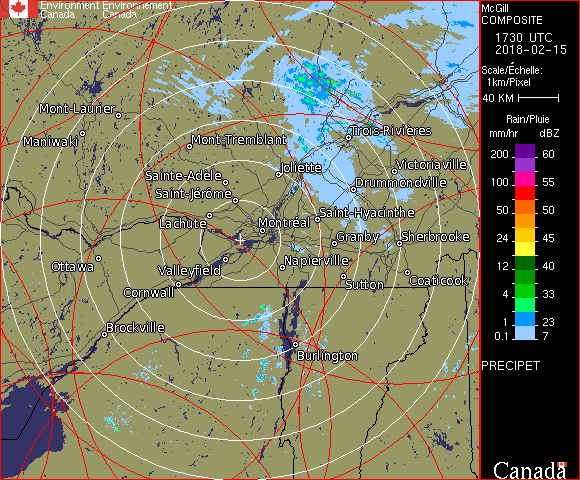 Environment Environnement
Canada Canada
McGill
COMPOSITE
1730 UTC
2018-02-15
Scale/Échelle:
1km/Pixel
40 KM
Rain/Pluie
mm/hr dBZ
200 60
100 55
50 50
24 45
12 40
4 33
1 23
0.1 7
PRECIPET
Mont-Laurier
Maniwaki
Mont-Tremblant
Trois-Rivières
Joliette
Victoriaville
Sainte-Adèle
Drummondville
Saint-Jérôme
Saint-Hyacinthe
Lachute
Montréal
Granby
Sherbrooke
Ottawa
Valleyfield
Napierville
Cornwall
Sutton
Coaticook
Brockville
Burlington
Canada